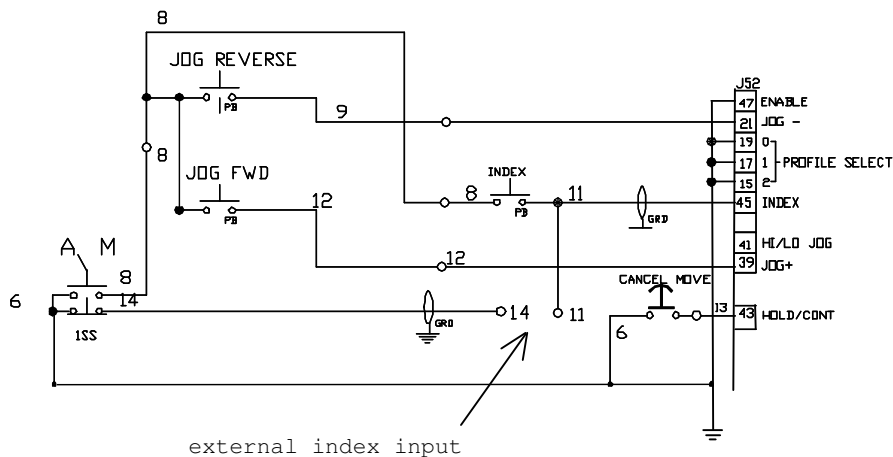 8
JOG REVERSE
PB
9
8
JOG FWD
PB
12
A M
8
14
6
1SS
INDEX
8
PB
11
GRD
12
CANCEL MOVE
GRD
14
11
6
13
J52
47 ENABLE
21 JOG -
19 0
17 1 PROFILE SELECT
15 2
45 INDEX
41 HI/LO JOG
39 JOG+
43 HOLD/CONT
external index input